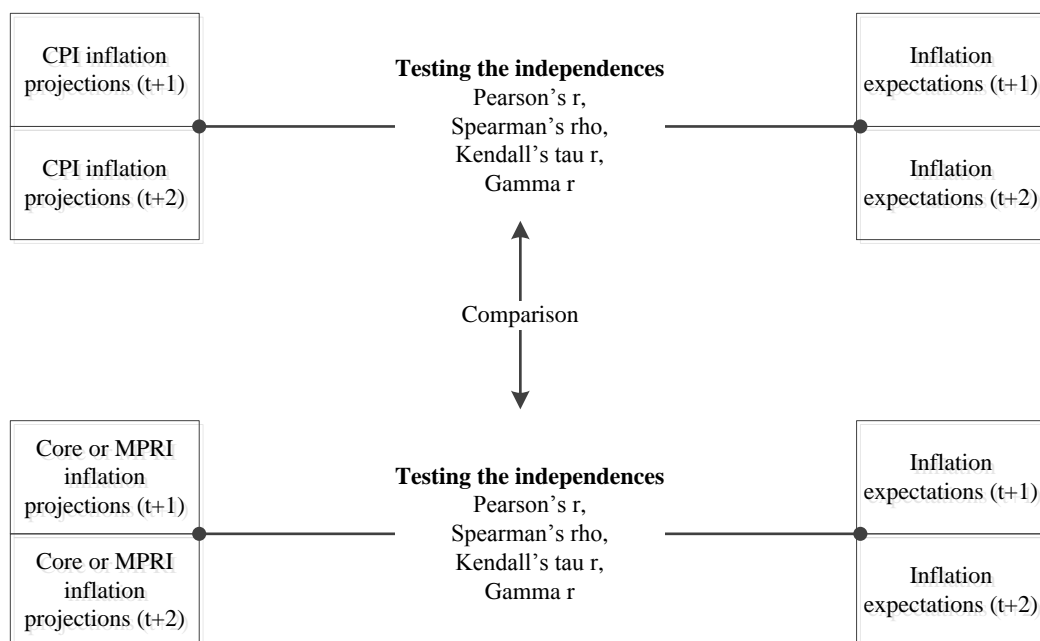 CPI inflation
projections (t+1)
CPI inflation
projections (t+2)
Testing the independences
Pearson's r,
Spearman's rho,
Kendall's tau r,
Gamma r
Inflation
expectations (t+1)
Inflation
expectations (t+2)
Comparison
Core or MPRI
inflation
projections (t+1)
Core or MPRI
inflation
projections (t+2)
Testing the independences
Pearson's r,
Spearman's rho,
Kendall's tau r,
Gamma r
Inflation
expectations (t+1)
Inflation
expectations (t+2)